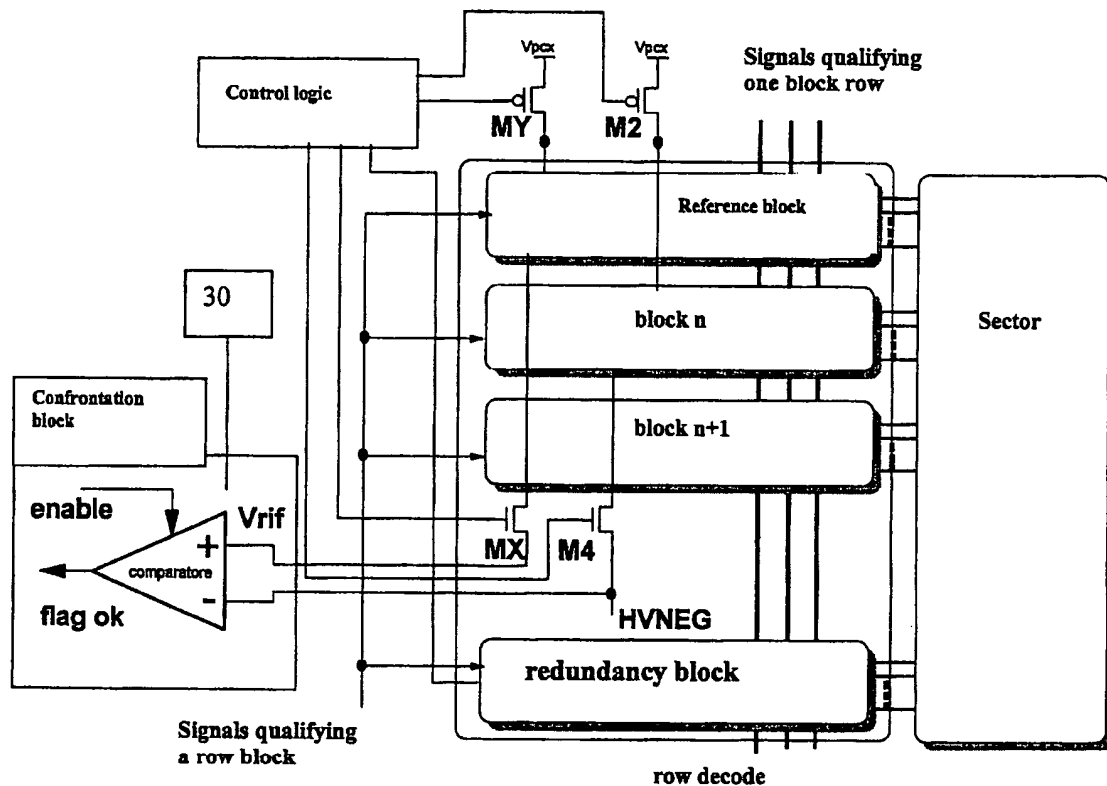 Vpcx
Vpcx
Signals qualifying
one block row
Control logic
MY
M2
Reference block
30
block n
Sector
Confrontation
block
block n+1
enable
Vrif
+
MX
M4
comparatore
-
flag ok
HVNEG
redundancy block
Signals qualifying
a row block
row decode